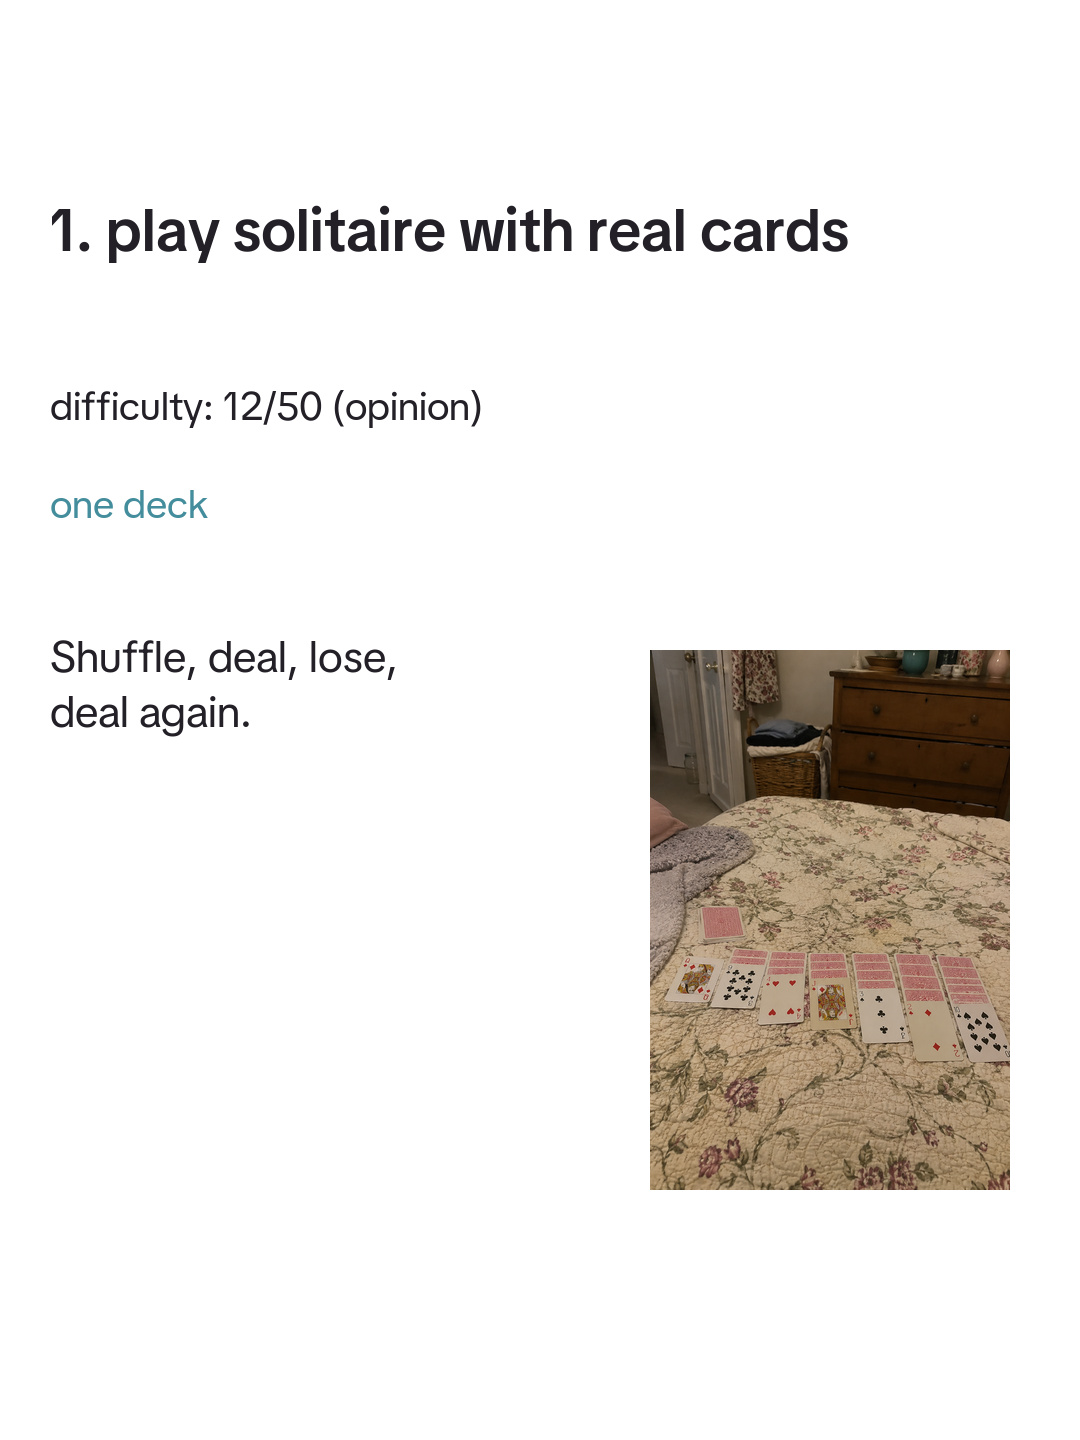 1. play solitaire with real cards
difficulty: 12/50 (opinion)
one deck
Shuffle, deal, lose,
deal again.